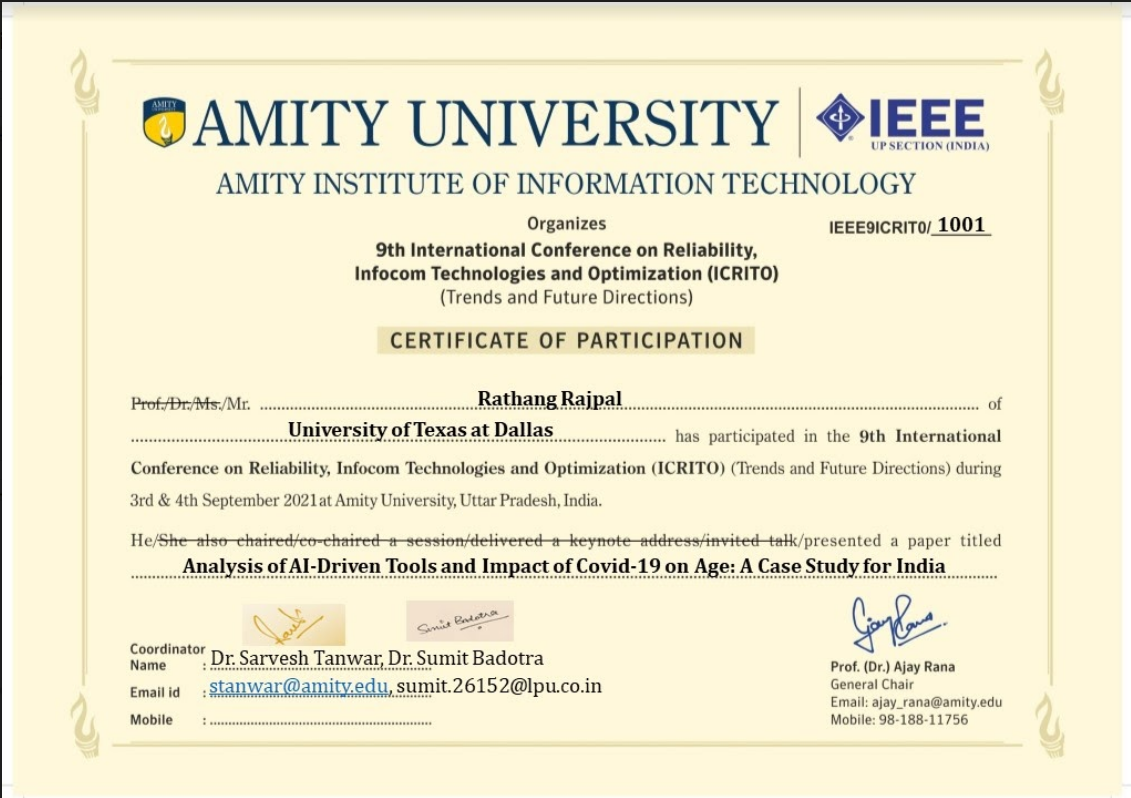 AMITY
AMITY UNIVERSITY
IEEE
UP SECTION (INDIA)
AMITY INSTITUTE OF INFORMATION TECHNOLOGY
Organizes
IEEE9ICRIT0/ 1001
9th International Conference on Reliability,
Infocom Technologies and Optimization (ICRITO)
(Trends and Future Directions)
CERTIFICATE OF PARTICIPATION
Prof./Dr./Ms./Mr. Rathang Rajpal of
University of Texas at Dallas has participated in the 9th International
Conference on Reliability, Infocom Technologies and Optimization (ICRITO) (Trends and Future Directions) during
3rd & 4th September 2021 at Amity University, Uttar Pradesh, India.
He/She also chaired/co-chaired a session/delivered a keynote address/invited talk/presented a paper titled
Analysis of AI-Driven Tools and Impact of Covid-19 on Age: A Case Study for India
Sumit Badotra
Coordinator
Name : Dr. Sarvesh Tanwar, Dr. Sumit Badotra
Email id : stanwar@amity.edu, sumit.26152@lpu.co.in
Mobile :
Prof. (Dr.) Ajay Rana
General Chair
Email: ajay_rana@amity.edu
Mobile: 98-188-11756